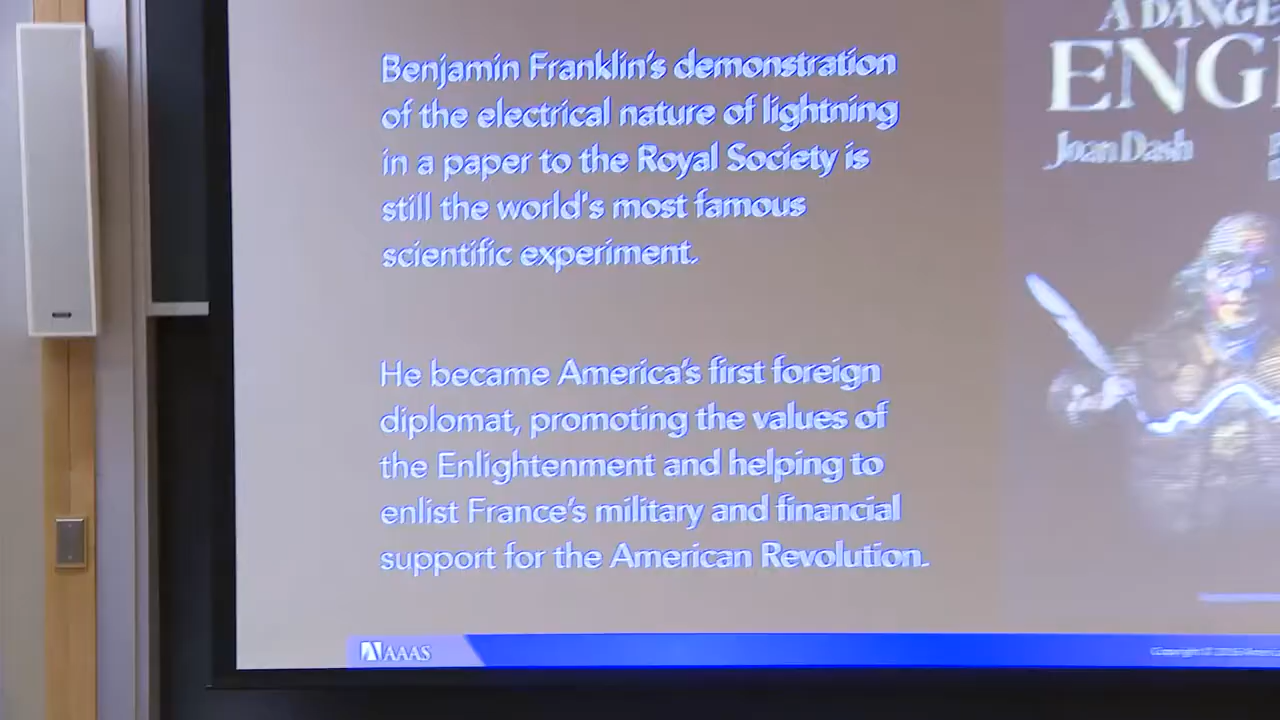 Benjamin Franklin's demonstration
of the electrical nature of lightning
in a paper to the Royal Society is
still the world's most famous
scientific experiment.
He became America's first foreign
diplomat, promoting the values of
the Enlightenment and helping to
enlist France's military and financial
support for the American Revolution.
A DANGE
ENG
Joan Dash
AAAS